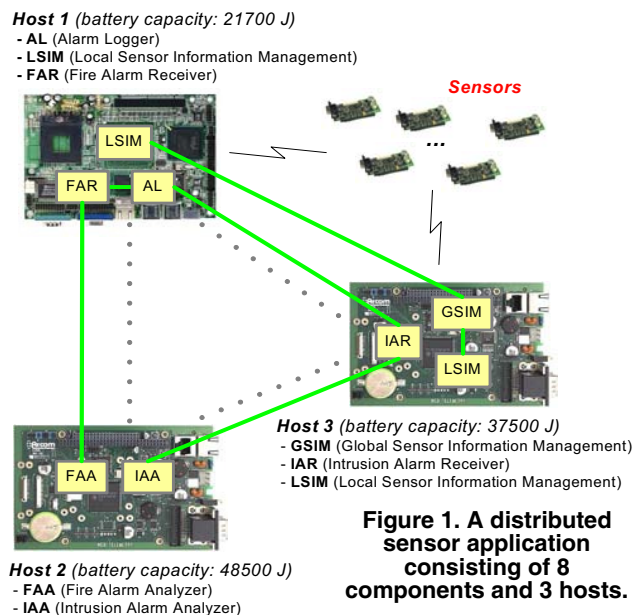 Host 1 (battery capacity: 21700 J)
- AL (Alarm Logger)
- LSIM (Local Sensor Information Management)
- FAR (Fire Alarm Receiver)
Sensors
...
LSIM
FAR
AL
GSIM
IAR
LSIM
Host 3 (battery capacity: 37500 J)
- GSIM (Global Sensor Information Management)
- IAR (Intrusion Alarm Receiver)
- LSIM (Local Sensor Information Management)
FAA
IAA
Host 2 (battery capacity: 48500 J)
- FAA (Fire Alarm Analyzer)
- IAA (Intrusion Alarm Analyzer)
Figure 1. A distributed
sensor application
consisting of 8
components and 3 hosts.